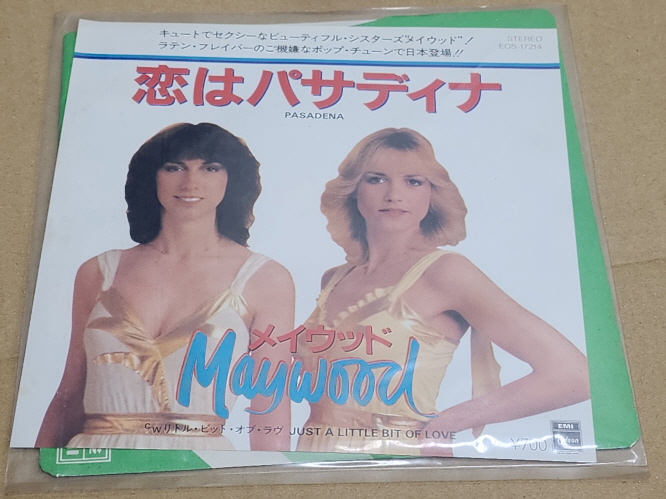 キュートでセクシーなビューティフル・シスターズ"メイウッド"!
ラテン・フレイバーのご機嫌なポップ・チューンで日本登場!!
STEREO
EOS-17214
恋はパサディナ
PASADENA
メイウッド
Maywood
c/wリトル・ビット・オブ・ラヴ JUST A LITTLE BIT OF LOVE
¥700
EMI
Odeon